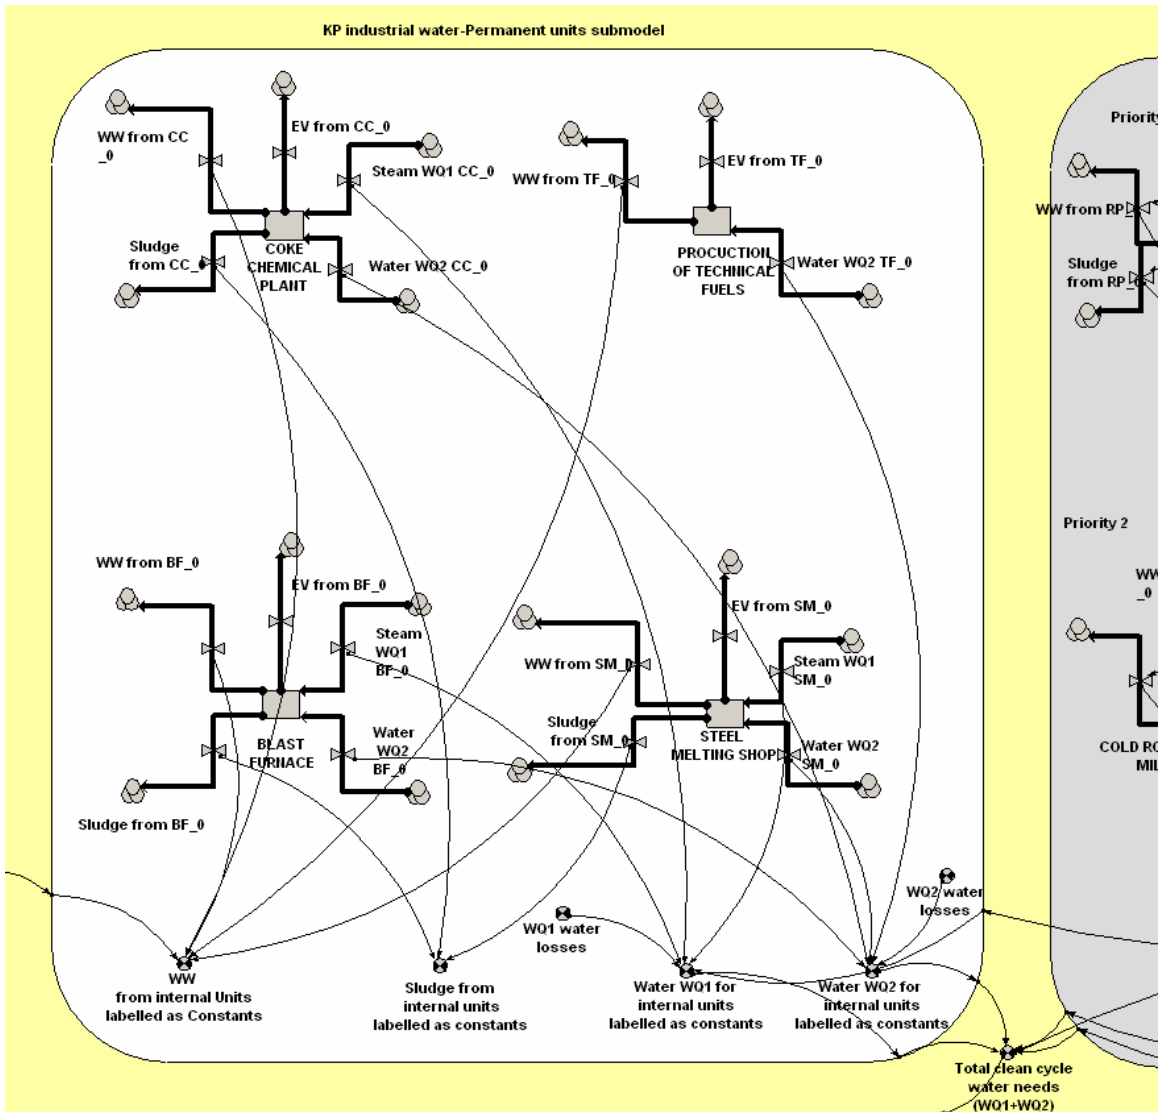 KP industrial water-Permanent units submodel
WW from CC
_0
EV from CC_0
Steam WQ1 CC_0
Sludge
from CC_0
COKE
CHEMICAL
PLANT
Water WQ2 CC_0
WW from TF_0
EV from TF_0
PROCUCTION
OF TECHNICAL
FUELS
Water WQ2 TF_0
Priority
WW from RP_
Sludge
from RP_0
Priority 2
WW
_0
COLD RO
MIL
WW from BF_0
EV from BF_0
Steam
WQ1
BF_0
BLAST
FURNACE
Water
WQ2
BF_0
Sludge from BF_0
EV from SM_0
WW from SM_0
Steam WQ1
SM_0
Sludge
from SM_0
STEEL
MELTING SHOP
Water WQ2
SM_0
WQ1 water
losses
WQ2 water
losses
WW
from internal Units
labelled as Constants
Sludge from
internal units
labelled as constants
Water WQ1 for
internal units
labelled as constants
Water WQ2 for
internal units
labelled as constants
Total clean cycle
water needs
(WQ1+WQ2)